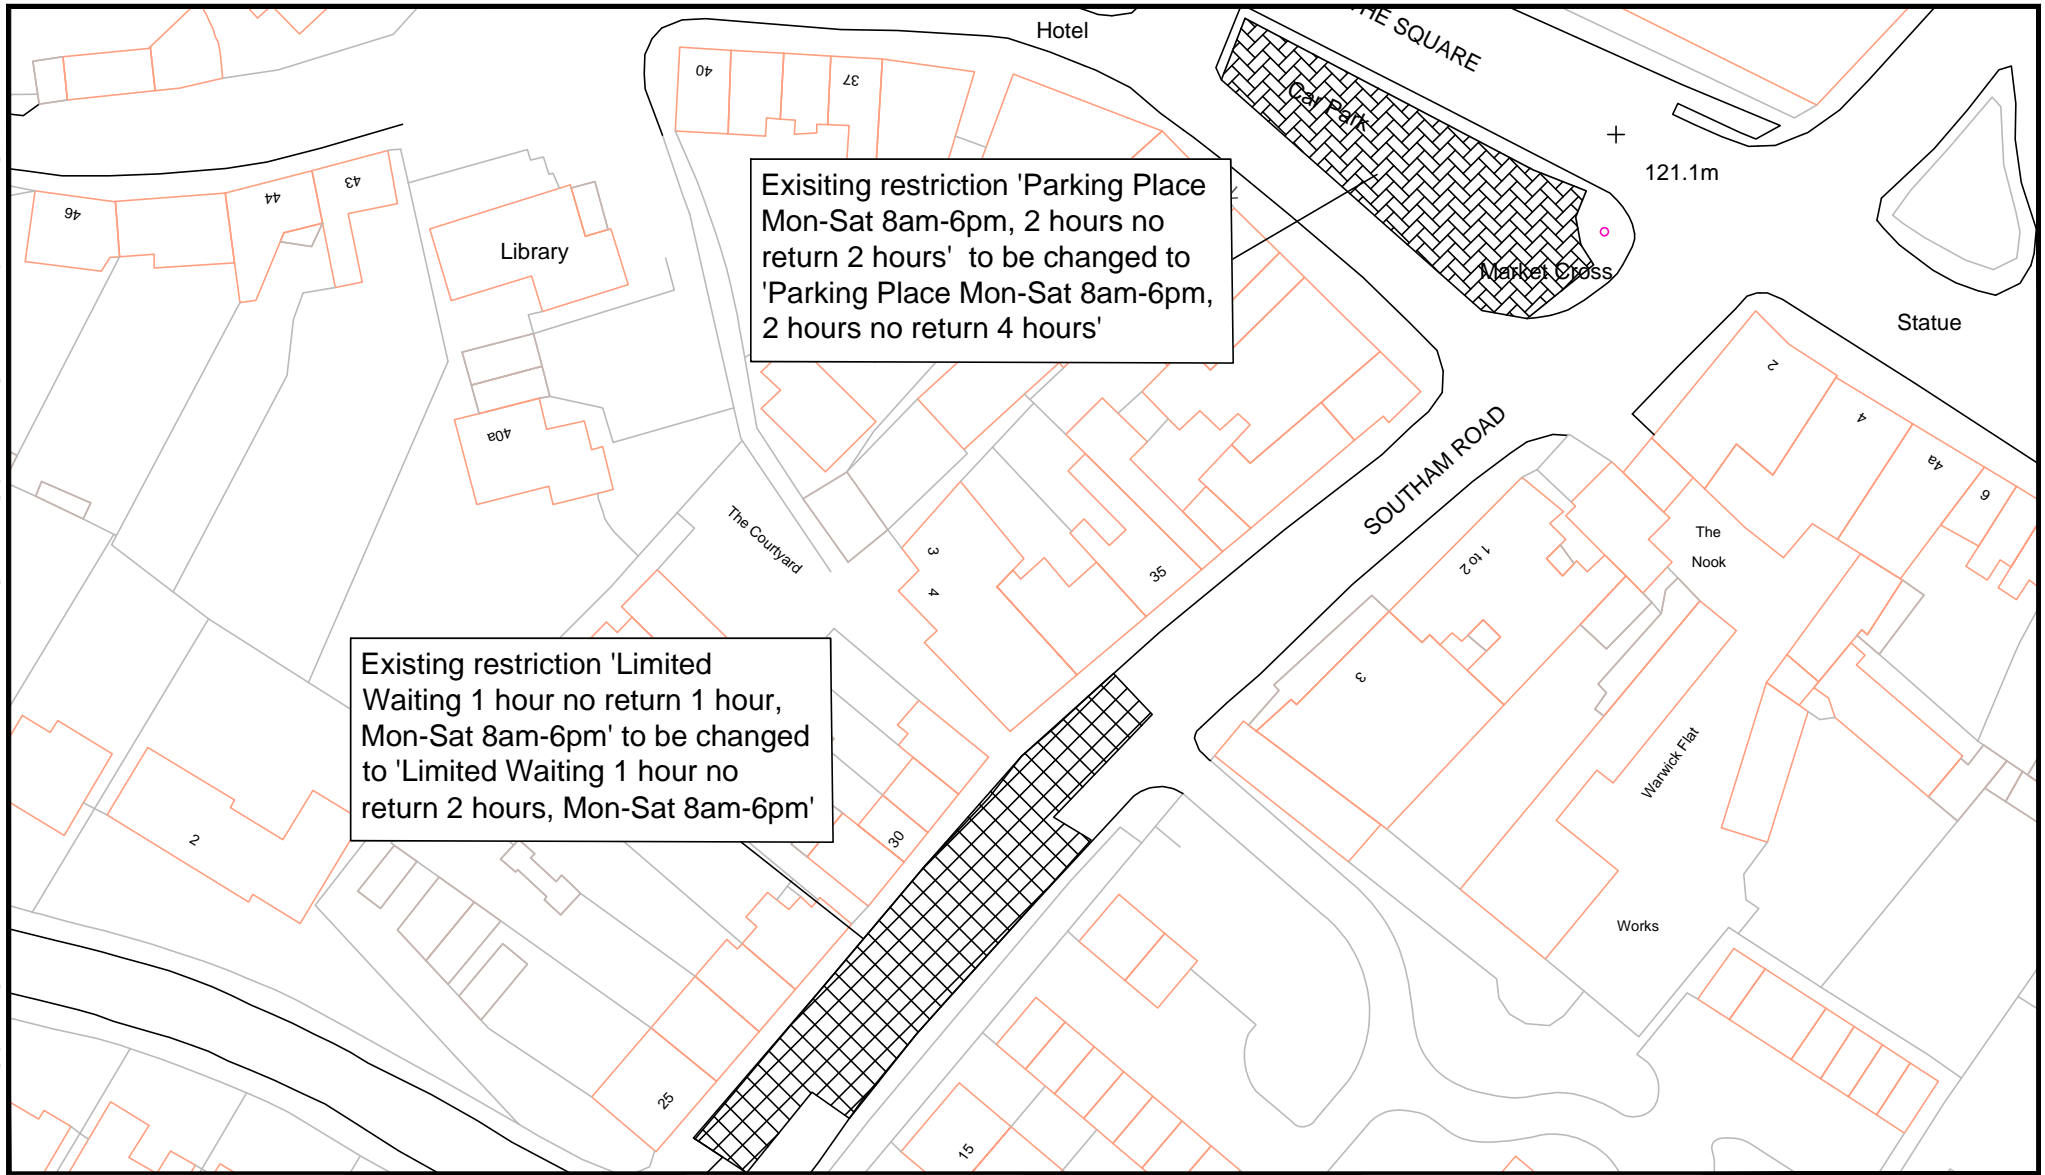 Hotel
THE SQUARE
40
37
Car Park
121.1m
43
44
46
Library
Exisiting restriction 'Parking Place
Mon-Sat 8am-6pm, 2 hours no
return 2 hours'  to be changed to
'Parking Place Mon-Sat 8am-6pm,
2 hours no return 4 hours'
Market Cross
Statue
2
4
4a
6
40a
SOUTHAM ROAD
The Courtyard
The
Nook
3
4
35
1 to 2
3
Existing restriction 'Limited
Waiting 1 hour no return 1 hour,
Mon-Sat 8am-6pm' to be changed
to 'Limited Waiting 1 hour no
return 2 hours, Mon-Sat 8am-6pm'
Warwick Flat
2
30
Works
25
15